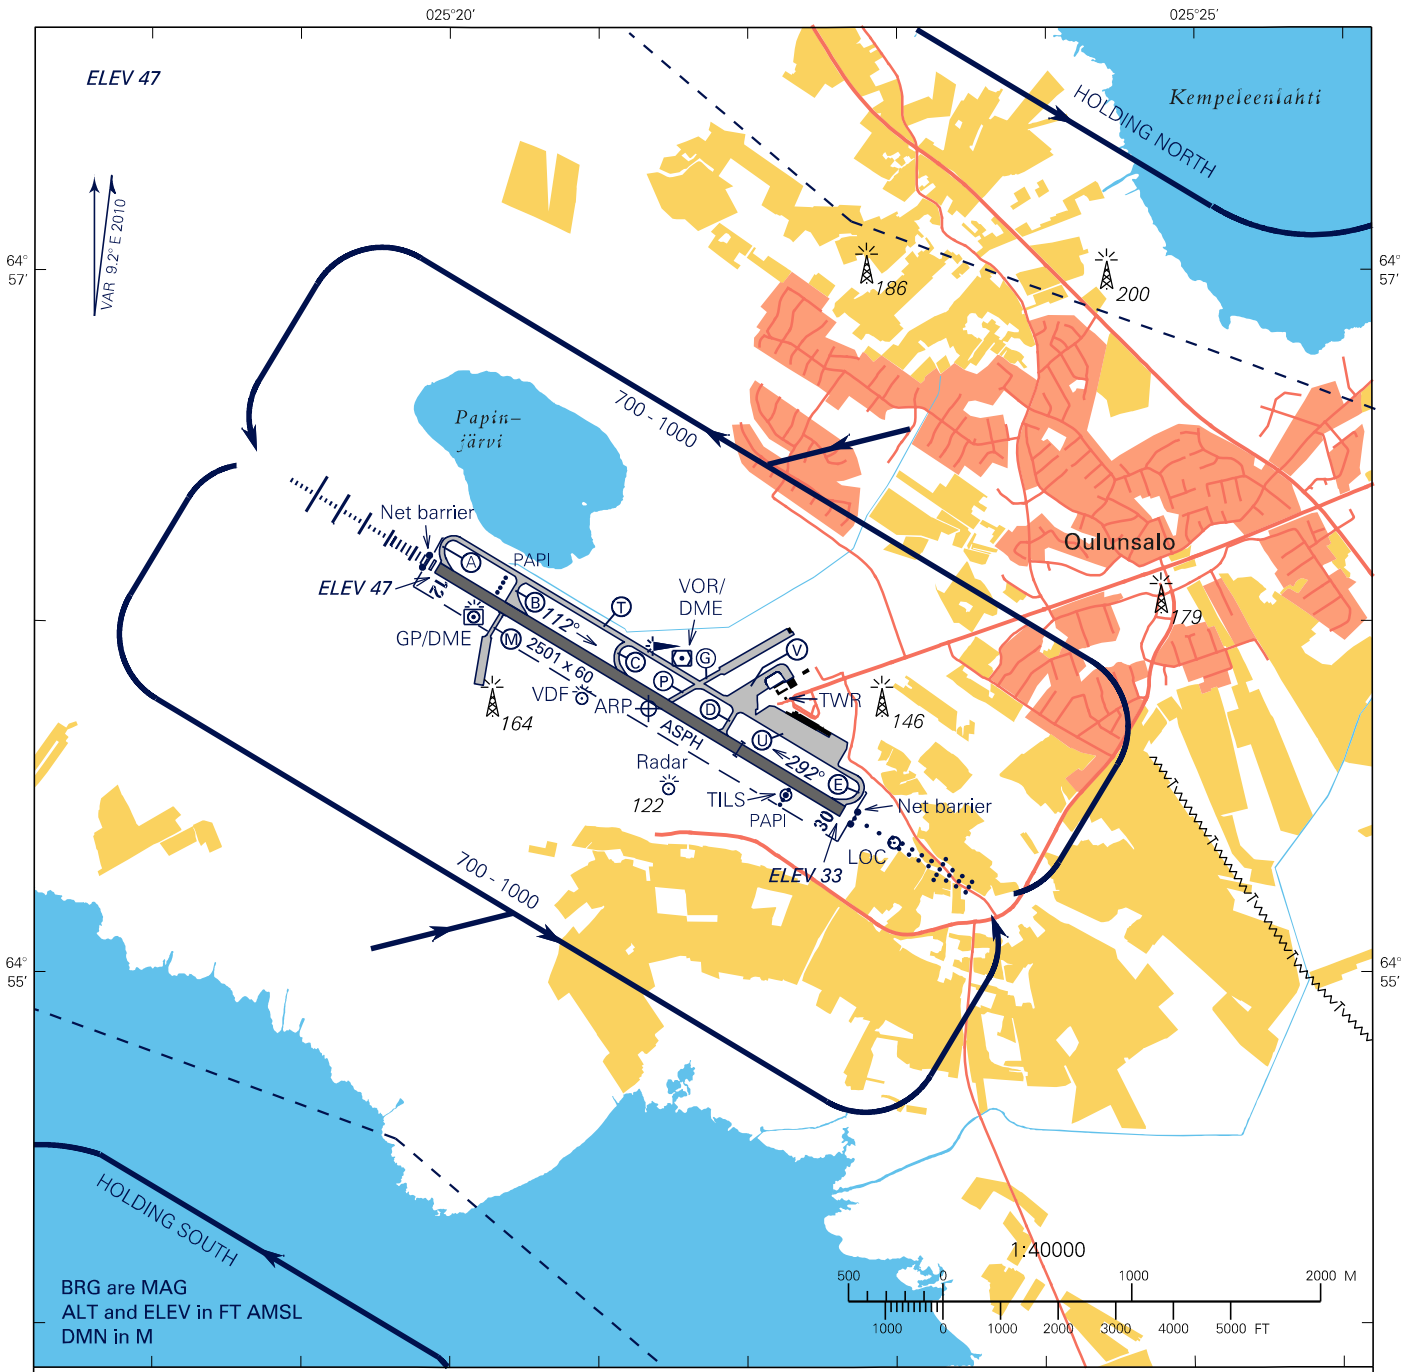 025°20'
025°25'
ELEV 47
Kempeleenlahti
HOLDING NORTH
VAR 9.2° E 2010
64°
57'
64°
57'
186
200
700 - 1000
Papin-
järvi
Net barrier
Oulunsalo
A
PAPI
ELEV 47
12
B
112°
T
VOR/
DME
179
GP/DME
M
2501 x 60
C
G
V
P
VDF
ARP
D
TWR
164
146
ASPH
U
292°
Radar
E
122
TILS
PAPI
30
Net barrier
LOC
ELEV 33
700 - 1000
64°
55'
64°
55'
HOLDING SOUTH
1:40000
500
0
1000
2000 M
1000
0
1000
2000
3000
4000
5000 FT
BRG are MAG
ALT and ELEV in FT AMSL
DMN in M
T
T
T
T
T